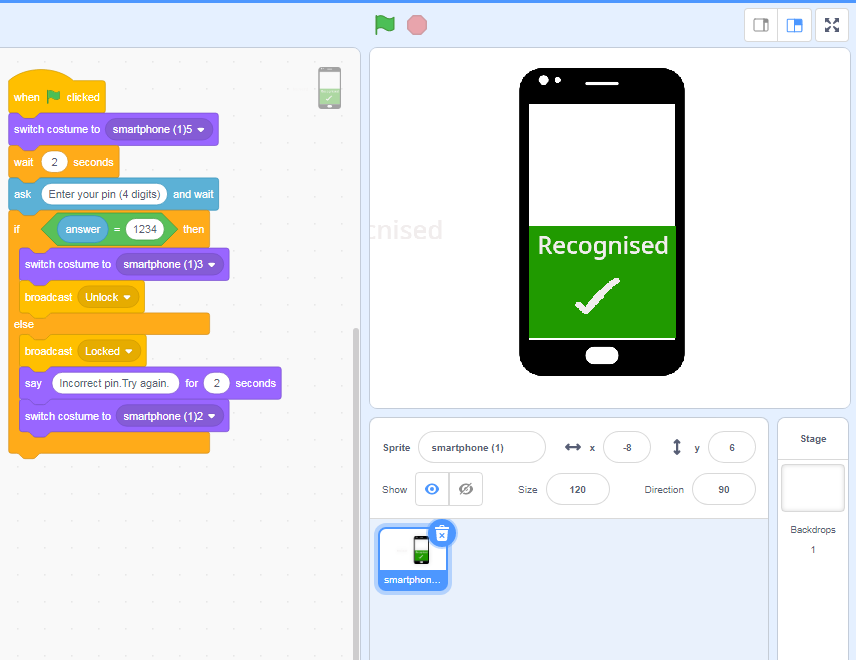 when clicked
switch costume to smartphone (1)5
wait 2 seconds
ask Enter your pin (4 digits) and wait
if answer = 1234 then
switch costume to smartphone (1)3
broadcast Unlock
else
broadcast Locked
say Incorrect pin.Try again. for 2 seconds
switch costume to smartphone (1)2
cnised
Recognised
Sprite smartphone (1) x -8 y 6
Show Size 120 Direction 90
smartphon...
Stage
Backdrops
1